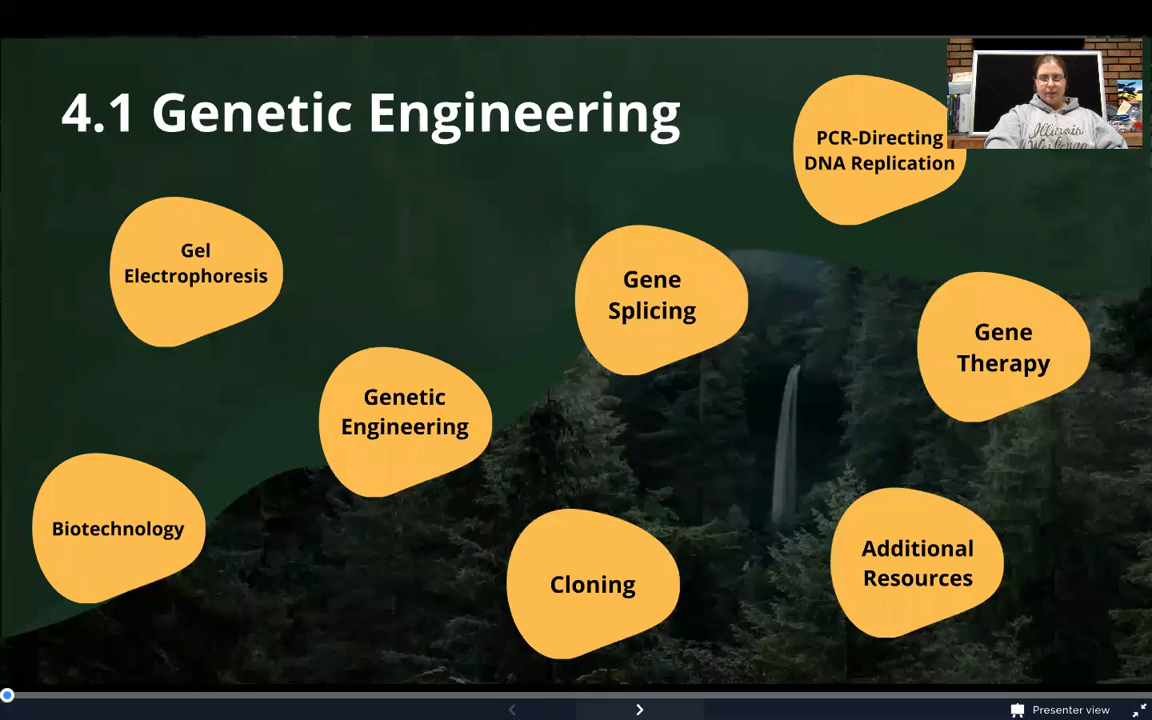 4.1 Genetic Engineering
PCR-Directing
DNA Replication
Gel
Electrophoresis
Gene
Splicing
Gene
Therapy
Genetic
Engineering
Biotechnology
Cloning
Additional
Resources
Illinois
Presenter view